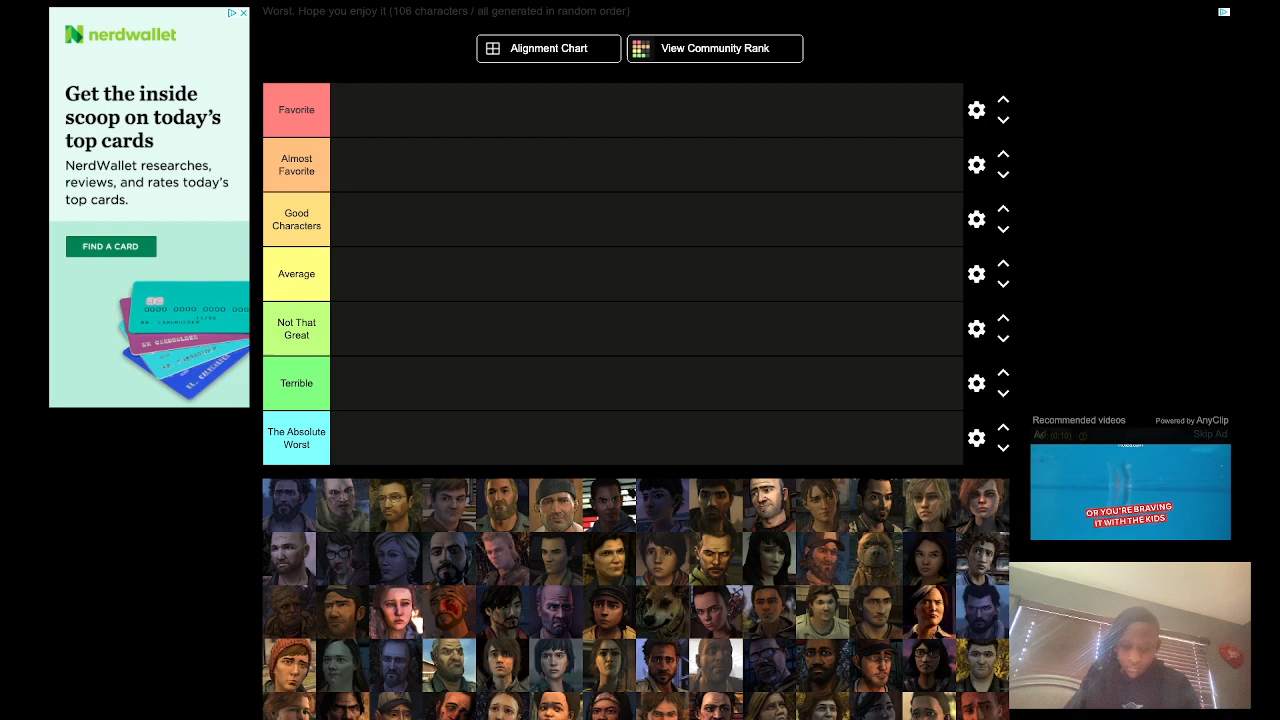 Worst. Hope you enjoy it (106 characters / all generated in random order)
nerdwallet
Get the inside
scoop on today's
top cards
NerdWallet researches,
reviews, and rates today's
top cards.
FIND A CARD
Alignment Chart
View Community Rank
Favorite
Almost
Favorite
Good
Characters
Average
Not That
Great
Terrible
The Absolute
Worst
Recommended videos
Powered by AnyClip
Skip Ad
OR YOU'RE BRAVING
IT WITH THE KIDS